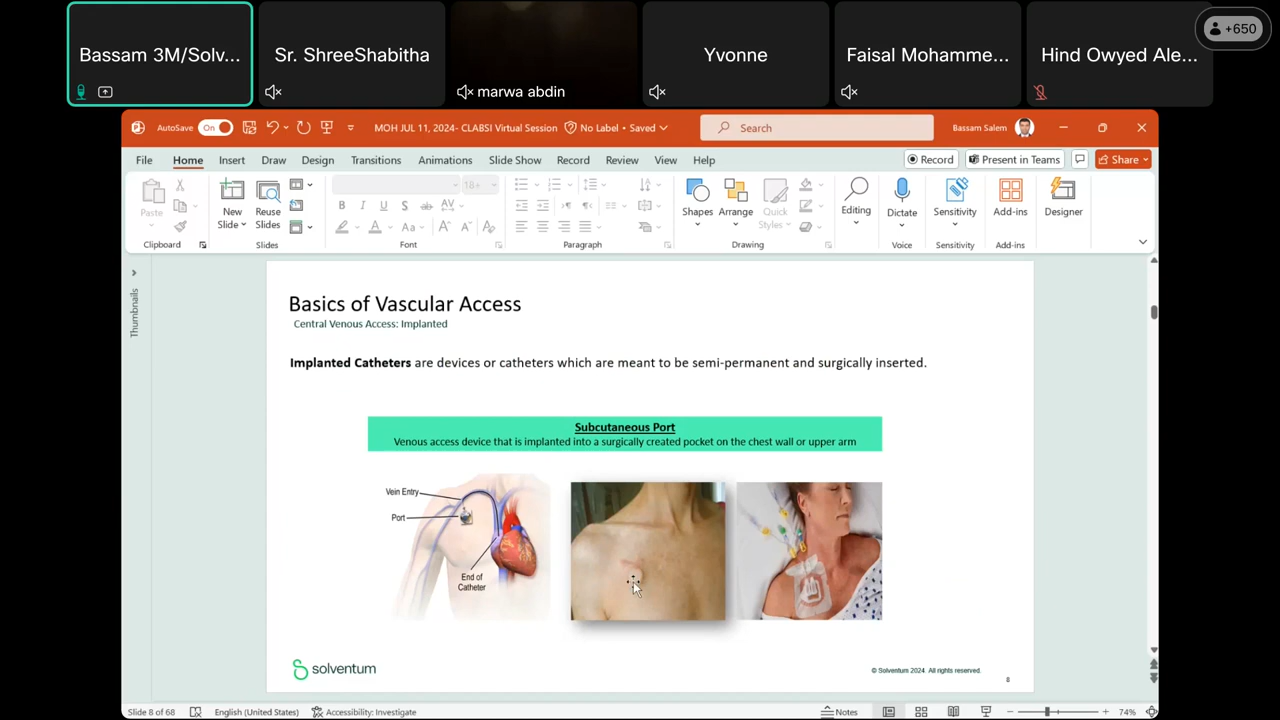 Bassam 3M/Solv...
Sr. ShreeShabitha
marwa abdin
Yvonne
Faisal Mohamme...
Hind Owyed Ale...
+650
AutoSave On
MOH JUL 11, 2024- CLABSI Virtual Session
No Label • Saved
Search
Bassam Salem
File Home Insert Draw Design Transitions Animations Slide Show Record Review View Help
Record
Present in Teams
Share
Paste
New Slide
Reuse Slides
18+
Shapes
Arrange
Quick Styles
Editing
Dictate
Sensitivity
Add-ins
Designer
Clipboard
Slides
Font
Paragraph
Drawing
Voice
Sensitivity
Add-ins
Thumbnails
Basics of Vascular Access
Central Venous Access: Implanted
Implanted Catheters are devices or catheters which are meant to be semi-permanent and surgically inserted.
Subcutaneous Port
Venous access device that is implanted into a surgically created pocket on the chest wall or upper arm
Vein Entry
Port
End of
Catheter
solventum
© Solventum 2024 All rights reserved.
8
Slide 8 of 68
English (United States)
Accessibility: Investigate
Notes
74%